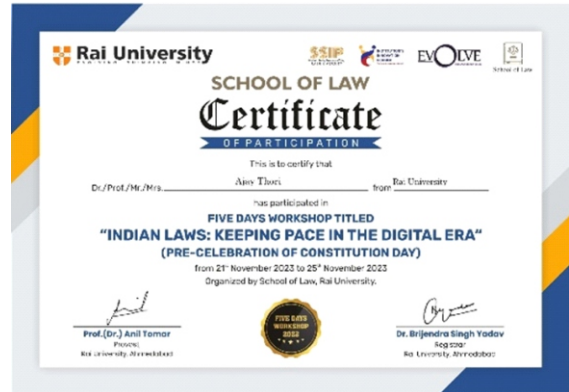 Rai University
SSIP
EVOLVE
School of Law
SCHOOL OF LAW
Certificate
OF PARTICIPATION
This is to certify that
Dr./Prof./Mr./Mrs. Ajay Thori from Rai University
has participated in
FIVE DAYS WORKSHOP TITLED
"INDIAN LAWS: KEEPING PACE IN THE DIGITAL ERA"
(PRE-CELEBRATION OF CONSTITUTION DAY)
from 21st November 2023 to 25th November 2023
Organized by School of Law, Rai University.
Prof.(Dr.) Anil Tomar
Provost
Rai University, Ahmedabad
FIVE DAYS
WORKSHOP
2023
Dr. Brijendra Singh Yadav
Registrar
Rai University, Ahmedabad